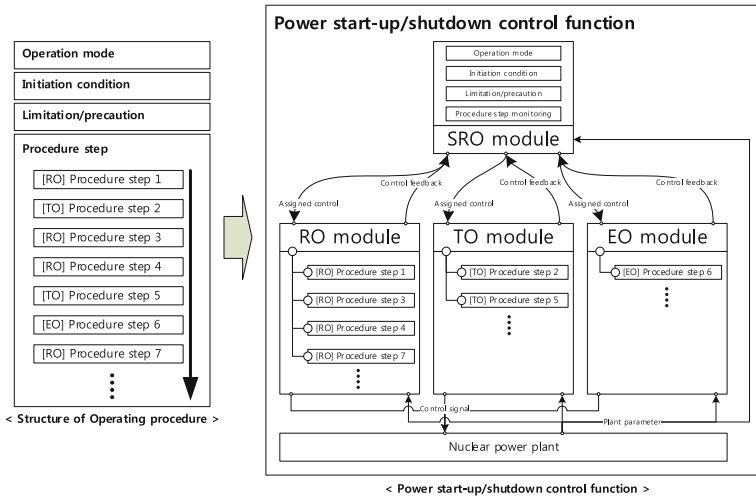 Operation mode
Initiation condition
Limitation/precaution
Procedure step
[RO] Procedure step 1
[TO] Procedure step 2
[RO] Procedure step 3
[RO] Procedure step 4
[TO] Procedure step 5
[EO] Procedure step 6
[RO] Procedure step 7
< Structure of Operating procedure >
Power start-up/shutdown control function
Operation mode
Initiation condition
Limitation/precaution
Procedure step monitoring
SRO module
Control feedback
Control feedback
Control feedback
Assigned control
Assigned control
Assigned control
RO module
[RO] Procedure step 1
[RO] Procedure step 3
[RO] Procedure step 4
[RO] Procedure step 7
TO module
[TO] Procedure step 2
[TO] Procedure step 5
EO module
[EO] Procedure step 6
Control signal
Plant parameter
Nuclear power plant
< Power start-up/shutdown control function >